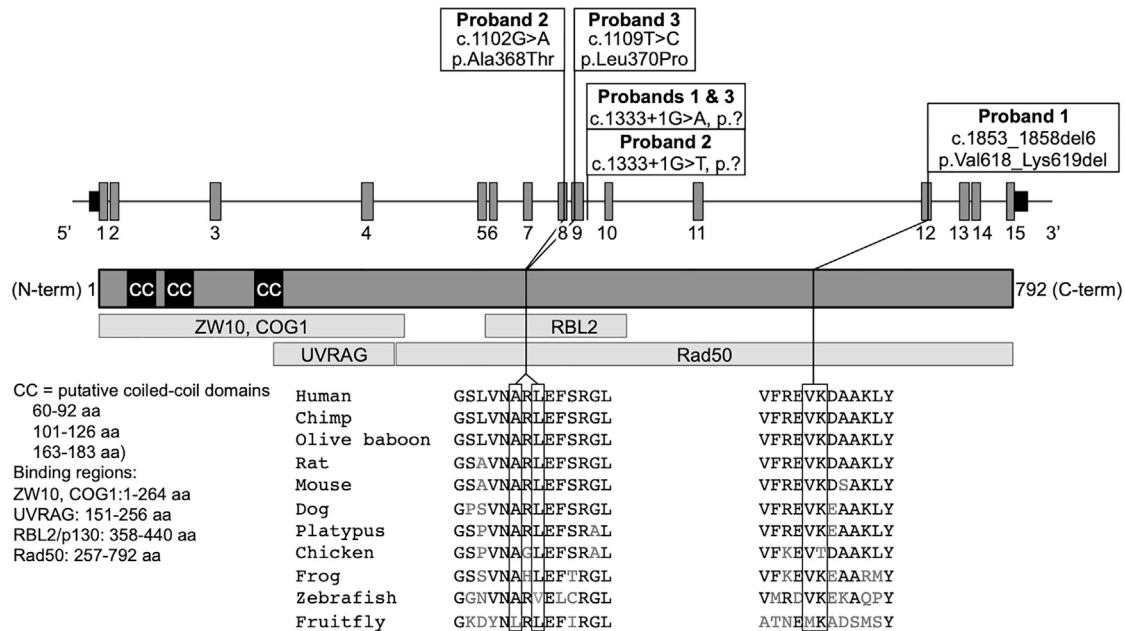 Proband 2
c.1102G>A
p.Ala368Thr
Proband 3
c.1109T>C
p.Leu370Pro
Probands 1 & 3
c.1333+1G>A, p.?
Proband 2
c.1333+1G>T, p.?
Proband 1
c.1853_1858del6
p.Val618_Lys619del
5' 1 2 3 4 5 6 7 8 9 10 11 12 13 14 15 3'
(N-term) 1 CC CC CC 792 (C-term)
ZW10, COG1 RBL2
UVRAG Rad50
CC = putative coiled-coil domains
60-92 aa
101-126 aa
163-183 aa)
Binding regions:
ZW10, COG1:1-264 aa
UVRAG: 151-256 aa
RBL2/p130: 358-440 aa
Rad50: 257-792 aa
Human GSLVNARLEFSRGL VFREVKDAAKLY
Chimp GSLVNARLEFSRGL VFREVKDAAKLY
Olive baboon GSLVNARLEFSRGL VFREVKDAAKLY
Rat GSAVNARLEFSRGL VFREVKDAAKLY
Mouse GSAVNARLEFSRGL VFREVKDSAKLY
Dog GPSVNARLEFSRGL VFREVKEAAKLY
Platypus GSPVNARLEFSRAL VFREVKEAAKLY
Chicken GSPVNAGLEFSRAL VFKEVTDAAKLY
Frog GSSVNAHLEFTRGL VFKEVKEAARMY
Zebrafish GGNVNARVELCRGL VMRDVKEKAQPY
Fruitfly GKDYNLRLEFIRGL ATNEMKADSMSY